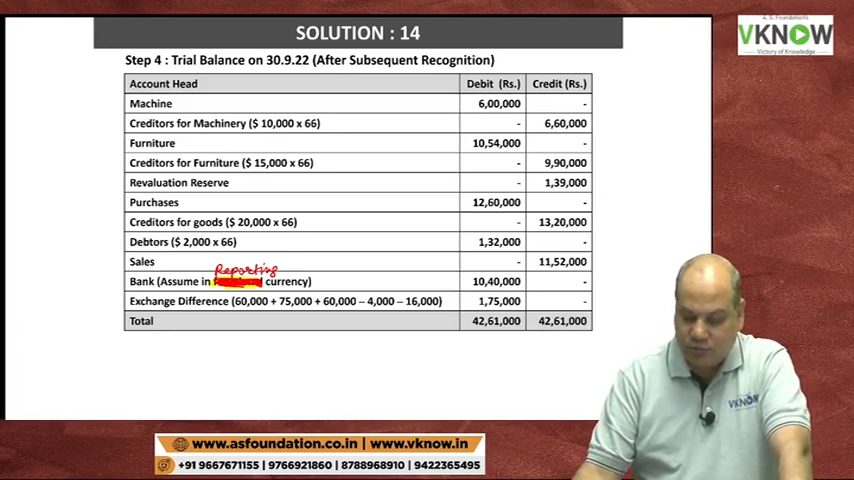 SOLUTION : 14
A. S. Foundation's
VKNOW
Victory of Knowledge
Step 4 : Trial Balance on 30.9.22 (After Subsequent Recognition)
Account Head Debit (Rs.) Credit (Rs.)
Machine 6,00,000 -
Creditors for Machinery ($ 10,000 x 66) - 6,60,000
Furniture 10,54,000 -
Creditors for Furniture ($ 15,000 x 66) - 9,90,000
Revaluation Reserve - 1,39,000
Purchases 12,60,000 -
Creditors for goods ($ 20,000 x 66) - 13,20,000
Debtors ($ 2,000 x 66) 1,32,000 -
Sales - 11,52,000
Reporting
Bank (Assume in currency) 10,40,000 -
Exchange Difference (60,000 + 75,000 + 60,000 – 4,000 – 16,000) 1,75,000 -
Total 42,61,000 42,61,000
VKNOW
www.asfoundation.co.in | www.vknow.in
+91 9667671155 | 9766921860 | 8788968910 | 9422365495